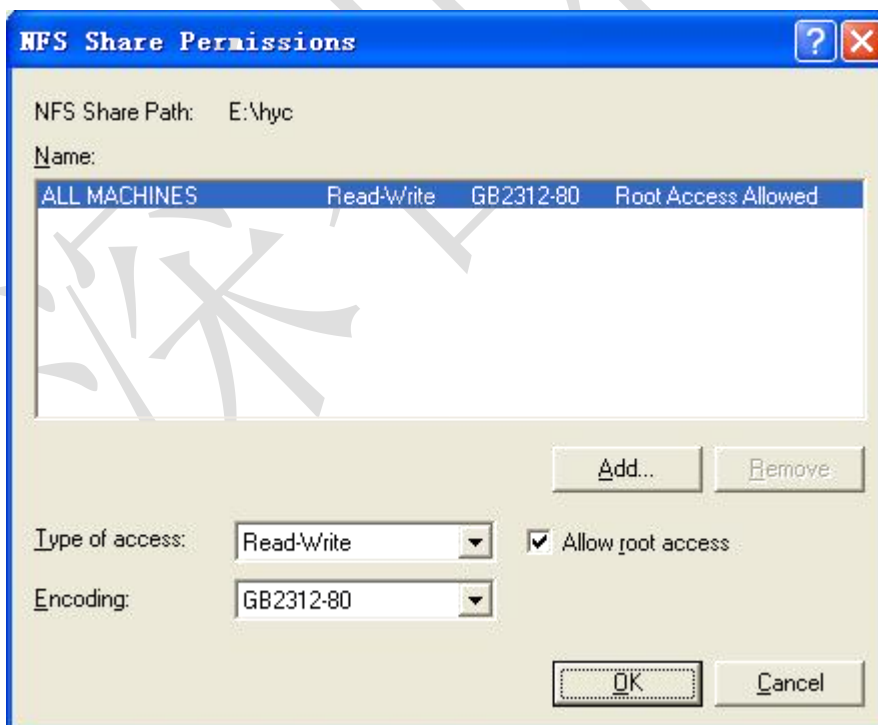 NFS Share Permissions
NFS Share Path: E:\hyc
Name:
ALL MACHINES Read-Write GB2312-80 Root Access Allowed
Add... Remove
Type of access: Read-Write Allow root access
Encoding: GB2312-80
OK Cancel